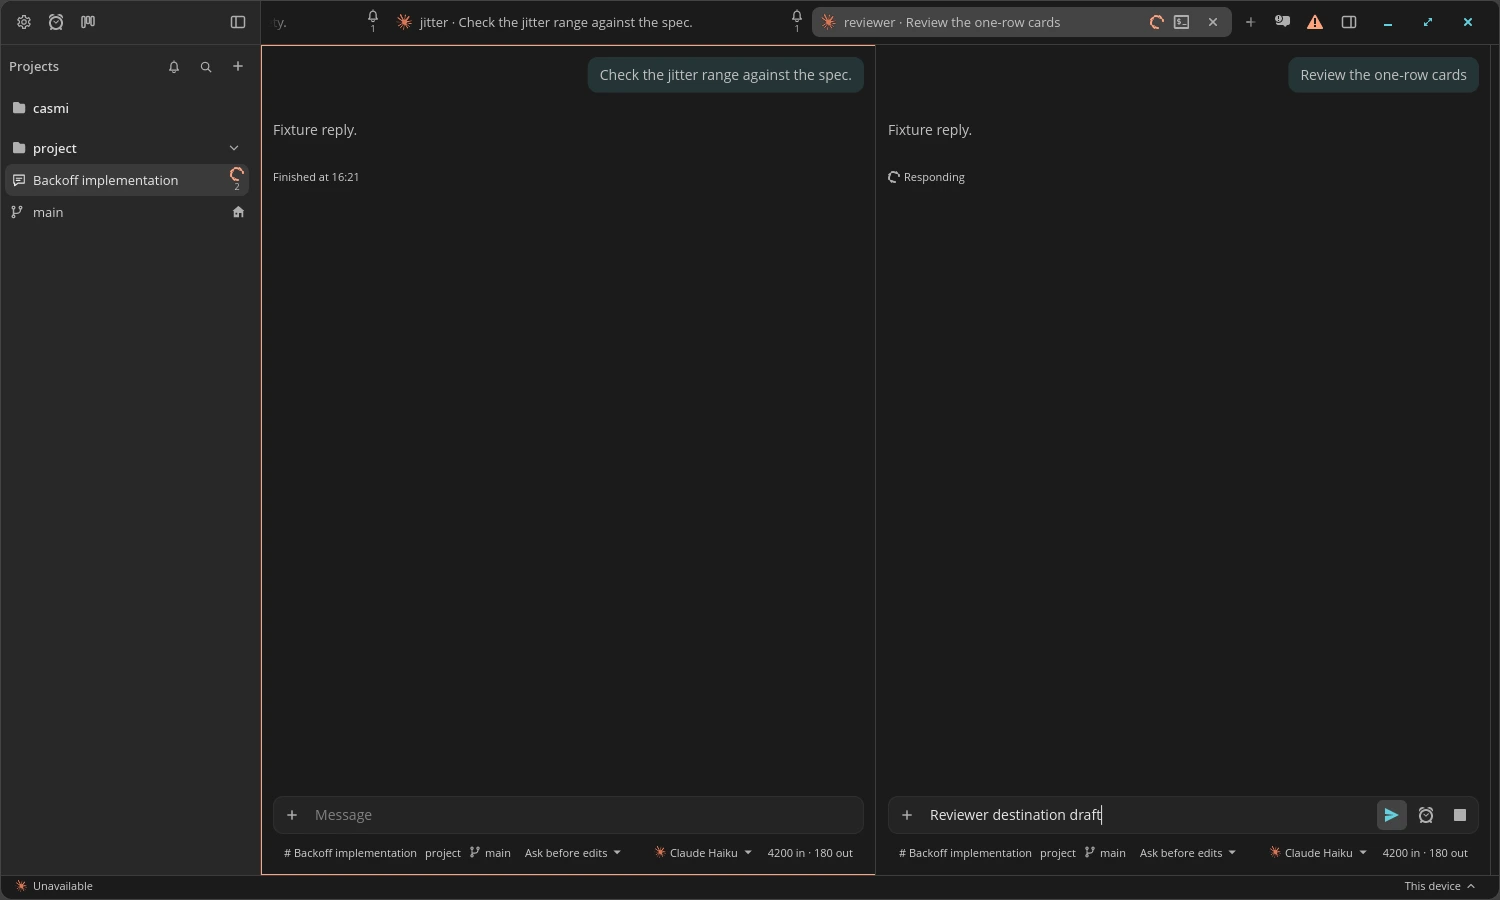 ty.
1
jitter · Check the jitter range against the spec.
1
reviewer · Review the one-row cards
Projects
casmi
project
Backoff implementation
2
main
Check the jitter range against the spec.
Fixture reply.
Finished at 16:21
Message
# Backoff implementation project main Ask before edits Claude Haiku 4200 in · 180 out
Review the one-row cards
Fixture reply.
Responding
Reviewer destination draft
# Backoff implementation project main Ask before edits Claude Haiku 4200 in · 180 out
Unavailable
This device